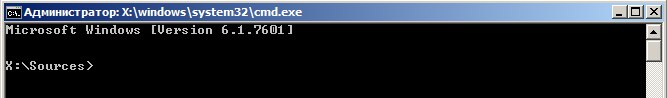 Администратор: X:\windows\system32\cmd.exe
Microsoft Windows [Version 6.1.7601]
X:\Sources>